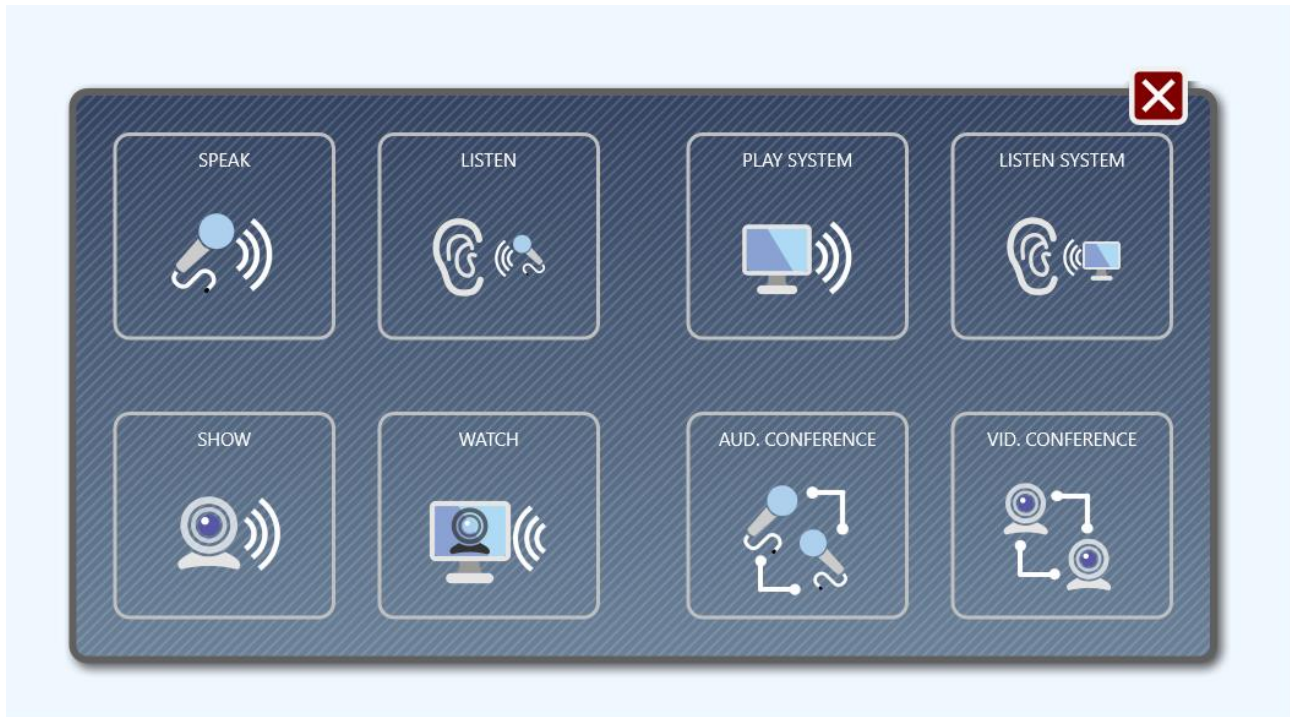 SPEAK
LISTEN
PLAY SYSTEM
LISTEN SYSTEM
SHOW
WATCH
AUD. CONFERENCE
VID. CONFERENCE